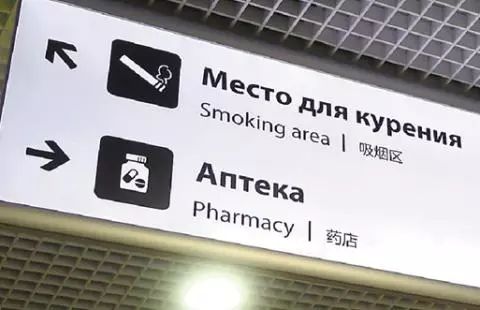 Место для курения
Smoking area | 吸烟区
Аптека
Pharmacy | 药店